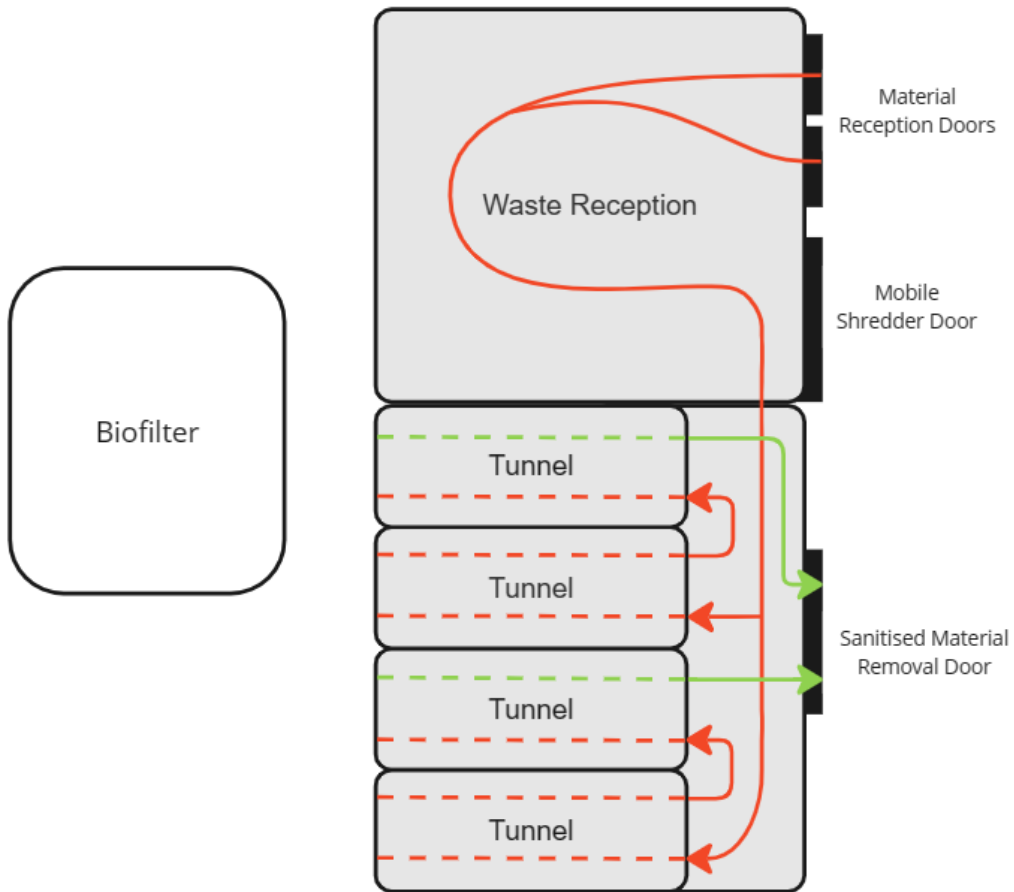 Material
Reception Doors
Waste Reception
Mobile
Shredder Door
Biofilter
Tunnel
Tunnel
Sanitised Material
Removal Door
Tunnel
Tunnel